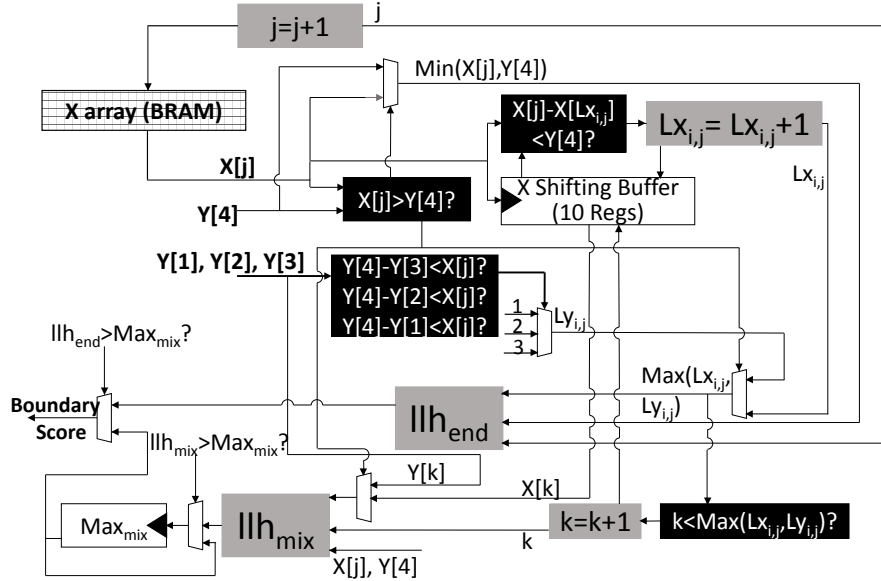 j=j+1
j
Min(X[j],Y[4])
X array (BRAM)
X[j]-X[Lxi,j]
<Y[4]?
Lxi,j= Lxi,j+1
X[j]
Lxi,j
X[j]>Y[4]?
X Shifting Buffer
(10 Regs)
Y[4]
Y[1], Y[2], Y[3]
Y[4]-Y[3]<X[j]?
Y[4]-Y[2]<X[j]?
Y[4]-Y[1]<X[j]?
1
2
3
Lyi,j
llhend>Maxmix?
Max(Lxi,j,
Lyi,j)
Boundary
Score
llhend
llhmix>Maxmix?
Y[k]
X[k]
Maxmix
llhmix
k
k=k+1
k<Max(Lxi,j,Lyi,j)?
X[j], Y[4]